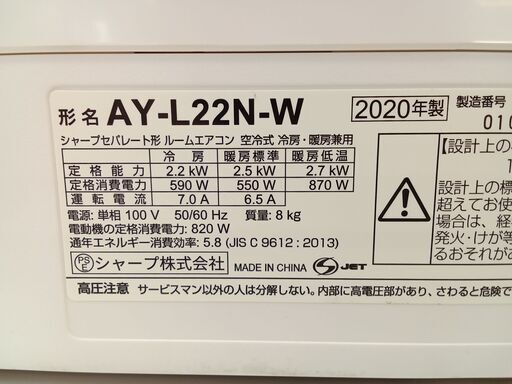 形名 AY-L22N-W 2020年製 製造番号
010
シャープセパレート形 ルームエアコン 空冷式 冷房・暖房兼用
冷房 暖房標準 暖房低温
定格能力 2.2 kW 2.5 kW 2.7 kW
定格消費電力 590 W 550 W 870 W
運転電流 7.0 A 6.5 A
電源: 単相 100 V 50/60 Hz 質量: 8 kg
電動機の定格消費電力: 820 W
通年エネルギー消費効率: 5.8 (JIS C 9612 : 2013)
PS E シャープ株式会社 MADE IN CHINA S JET
【設計上の
設計上の標
超えてお使
場合は、経
発火・けが等
るおそれがあ
高圧注意 サービスマン以外の人は分解しない。内部に高電圧部があり、さわると危険で